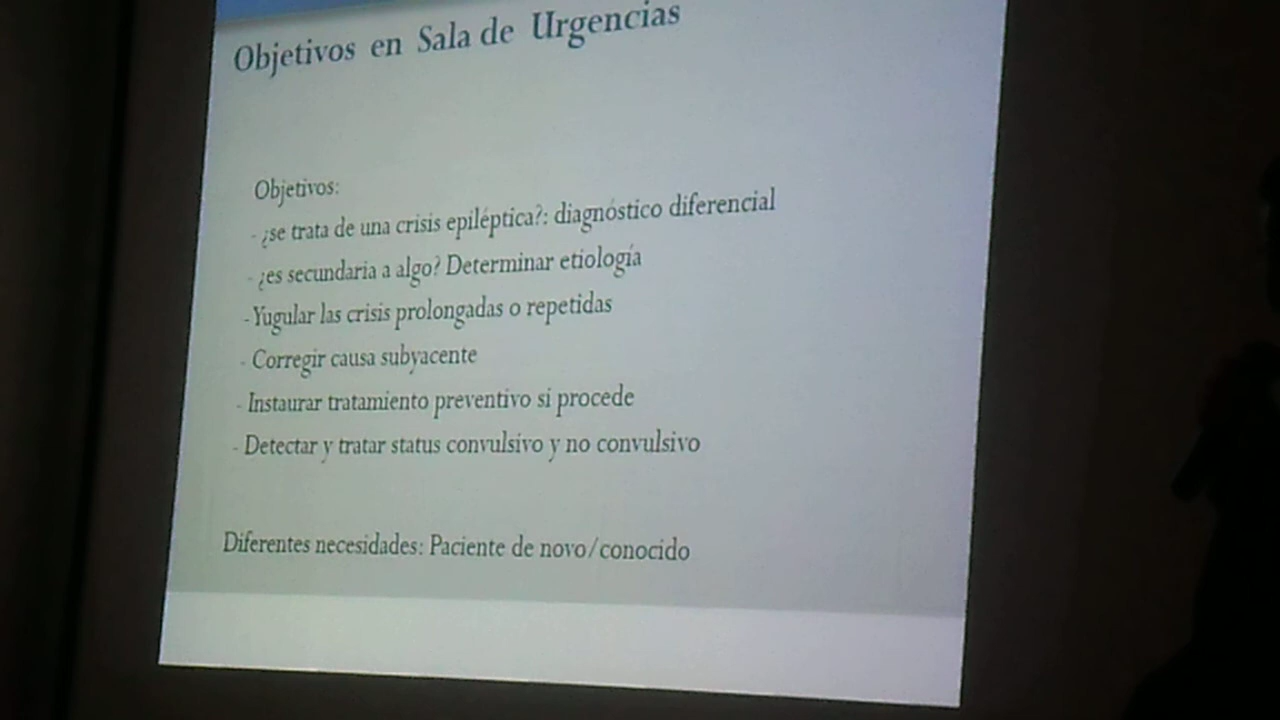 Objetivos en Sala de Urgencias
Objetivos:
- ¿se trata de una crisis epiléptica?: diagnóstico diferencial
- ¿es secundaria a algo? Determinar etiología
-Yugular las crisis prolongadas o repetidas
- Corregir causa subyacente
- Instaurar tratamiento preventivo si procede
- Detectar y tratar status convulsivo y no convulsivo
Diferentes necesidades: Paciente de novo/conocido